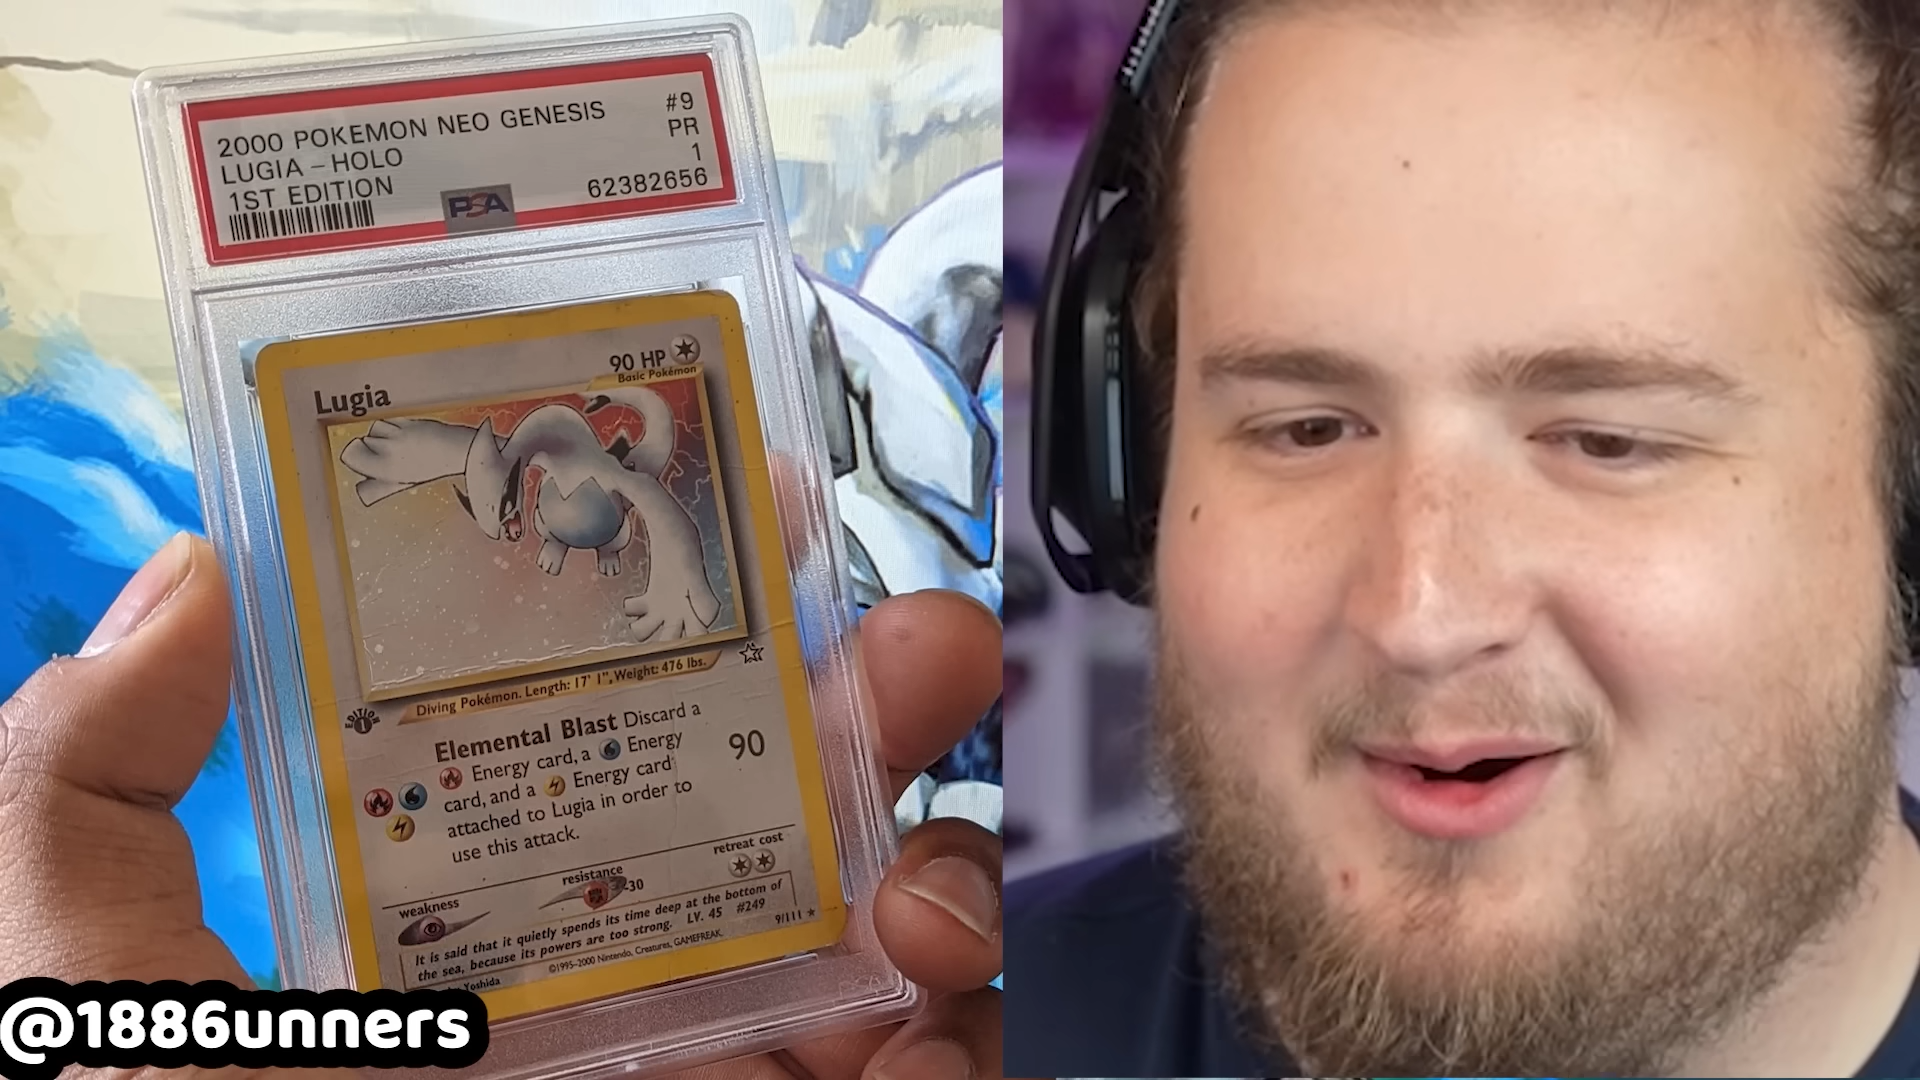 2000 POKEMON NEO GENESIS #9
LUGIA – HOLO PR
1ST EDITION 1
PSA 62382656
90 HP
Basic Pokémon
Lugia
Diving Pokémon. Length: 17' 1", Weight: 476 lbs.
EDITION
1
Elemental Blast Discard a
Energy card, a Energy
card, and a Energy card
attached to Lugia in order to
use this attack.
90
weakness
resistance
-30
retreat cost
It is said that it quietly spends its time deep at the bottom of
the sea, because its powers are too strong. LV. 45 #249
©1995-2000 Nintendo, Creatures, GAMEFREAK.
9/111
Yoshida
@1886unners